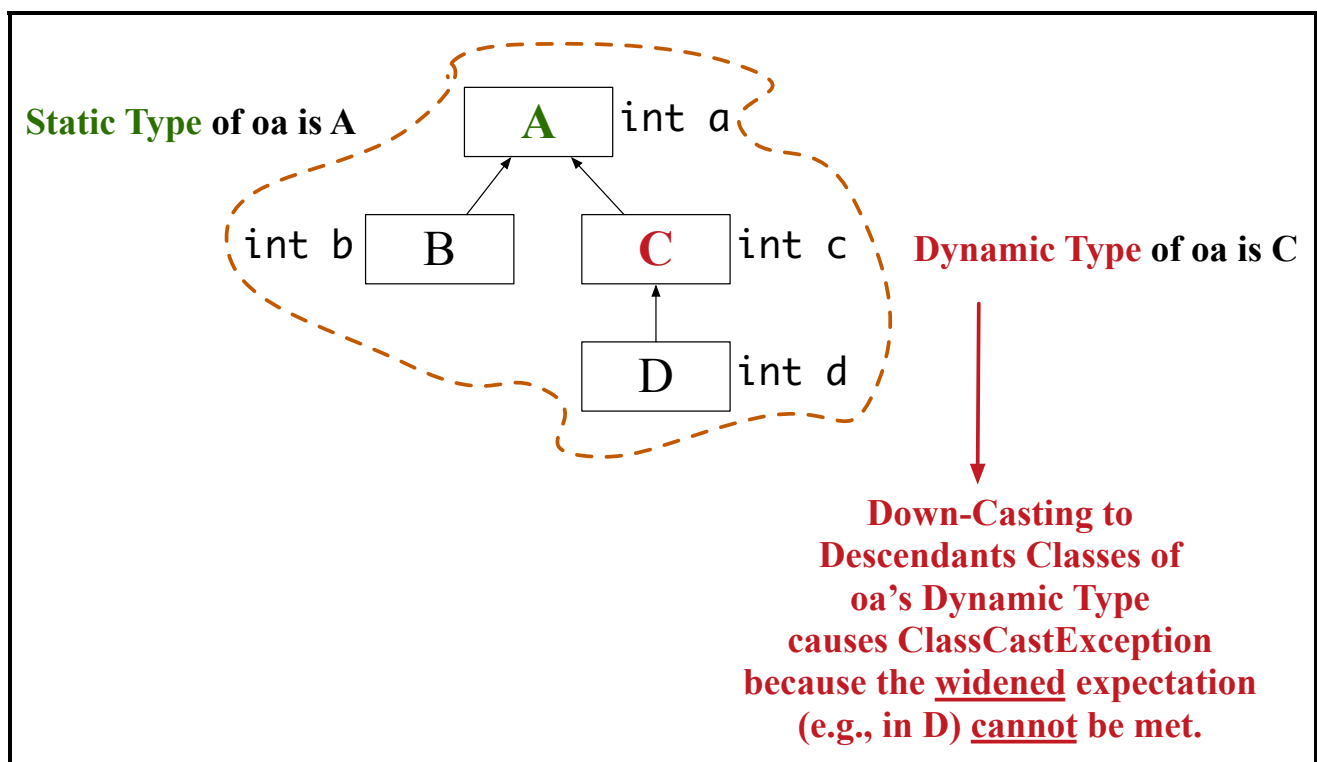 Static Type of oa is A
A
int a
int b
B
C
int c
Dynamic Type of oa is C
D
int d
Down-Casting to
Descendants Classes of
oa’s Dynamic Type
causes ClassCastException
because the widened expectation
(e.g., in D) cannot be met.